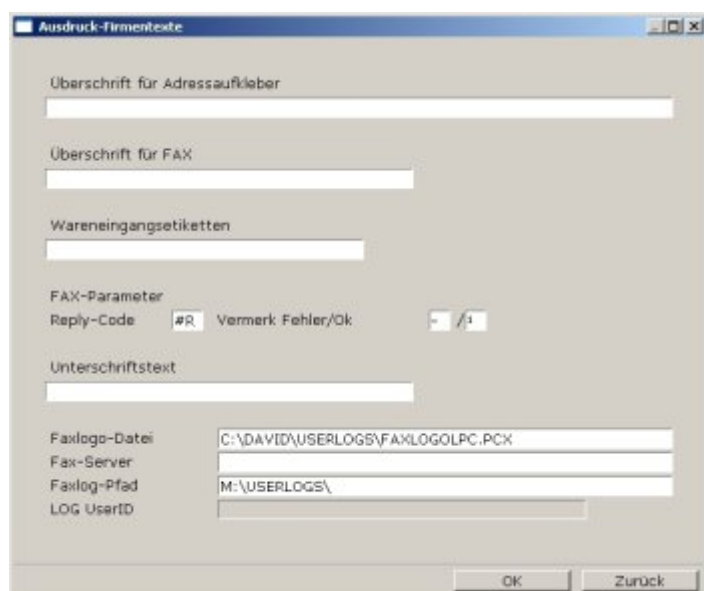 Ausdruck-Firmentexte
Überschrift für Adressaufkleber
Überschrift für FAX
Wareneingangsetiketten
FAX-Parameter
Reply-Code #R Vermerk Fehler/Ok - /
Unterschriftstext
Faxlogo-Datei C:\DAVID\USERLOGS\FAXLOGOLPC.PCX
Fax-Server
Faxlog-Pfad M:\USERLOGS\
LOG UserID
OK Zurück